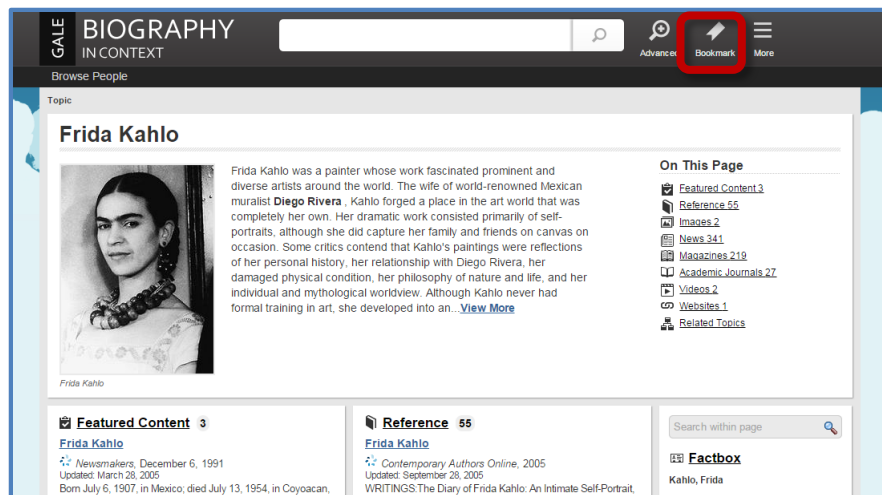 GALE
BIOGRAPHY
IN CONTEXT
Advanced
Bookmark
More
Browse People
Topic
Frida Kahlo
Frida Kahlo was a painter whose work fascinated prominent and
diverse artists around the world. The wife of world-renowned Mexican
muralist Diego Rivera , Kahlo forged a place in the art world that was
completely her own. Her dramatic work consisted primarily of self-
portraits, although she did capture her family and friends on canvas on
occasion. Some critics contend that Kahlo's paintings were reflections
of her personal history, her relationship with Diego Rivera, her
damaged physical condition, her philosophy of nature and life, and her
individual and mythological worldview. Although Kahlo never had
formal training in art, she developed into an...View More
Frida Kahlo
On This Page
Featured Content 3
Reference 55
Images 2
News 341
Magazines 219
Academic Journals 27
Videos 2
Websites 1
Related Topics
Featured Content 3
Frida Kahlo
Newsmakers, December 6, 1991
Updated: March 28, 2005
Born July 6, 1907, in Mexico; died July 13, 1954, in Coyoacan,
Reference 55
Frida Kahlo
Contemporary Authors Online, 2005
Updated: September 28, 2005
WRITINGS:The Diary of Frida Kahlo: An Intimate Self-Portrait,
Search within page
Factbox
Kahlo, Frida